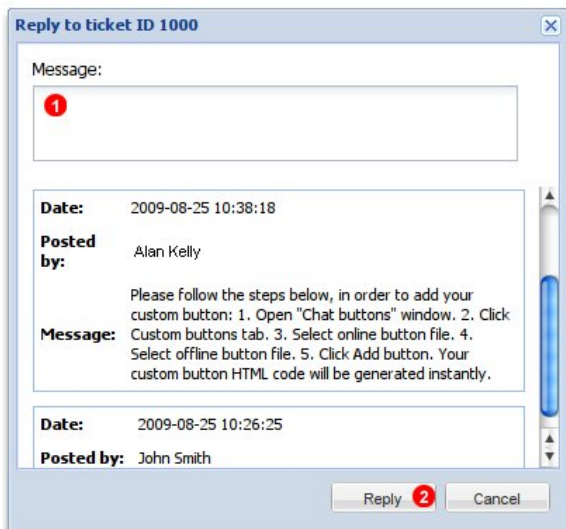 Reply to ticket ID 1000
Message:
1
Date: 2009-08-25 10:38:18
Posted by: Alan Kelly
Message: Please follow the steps below, in order to add your
custom button: 1. Open "Chat buttons" window. 2. Click
Custom buttons tab. 3. Select online button file. 4.
Select offline button file. 5. Click Add button. Your
custom button HTML code will be generated instantly.
Date: 2009-08-25 10:26:25
Posted by: John Smith
Reply 2 Cancel